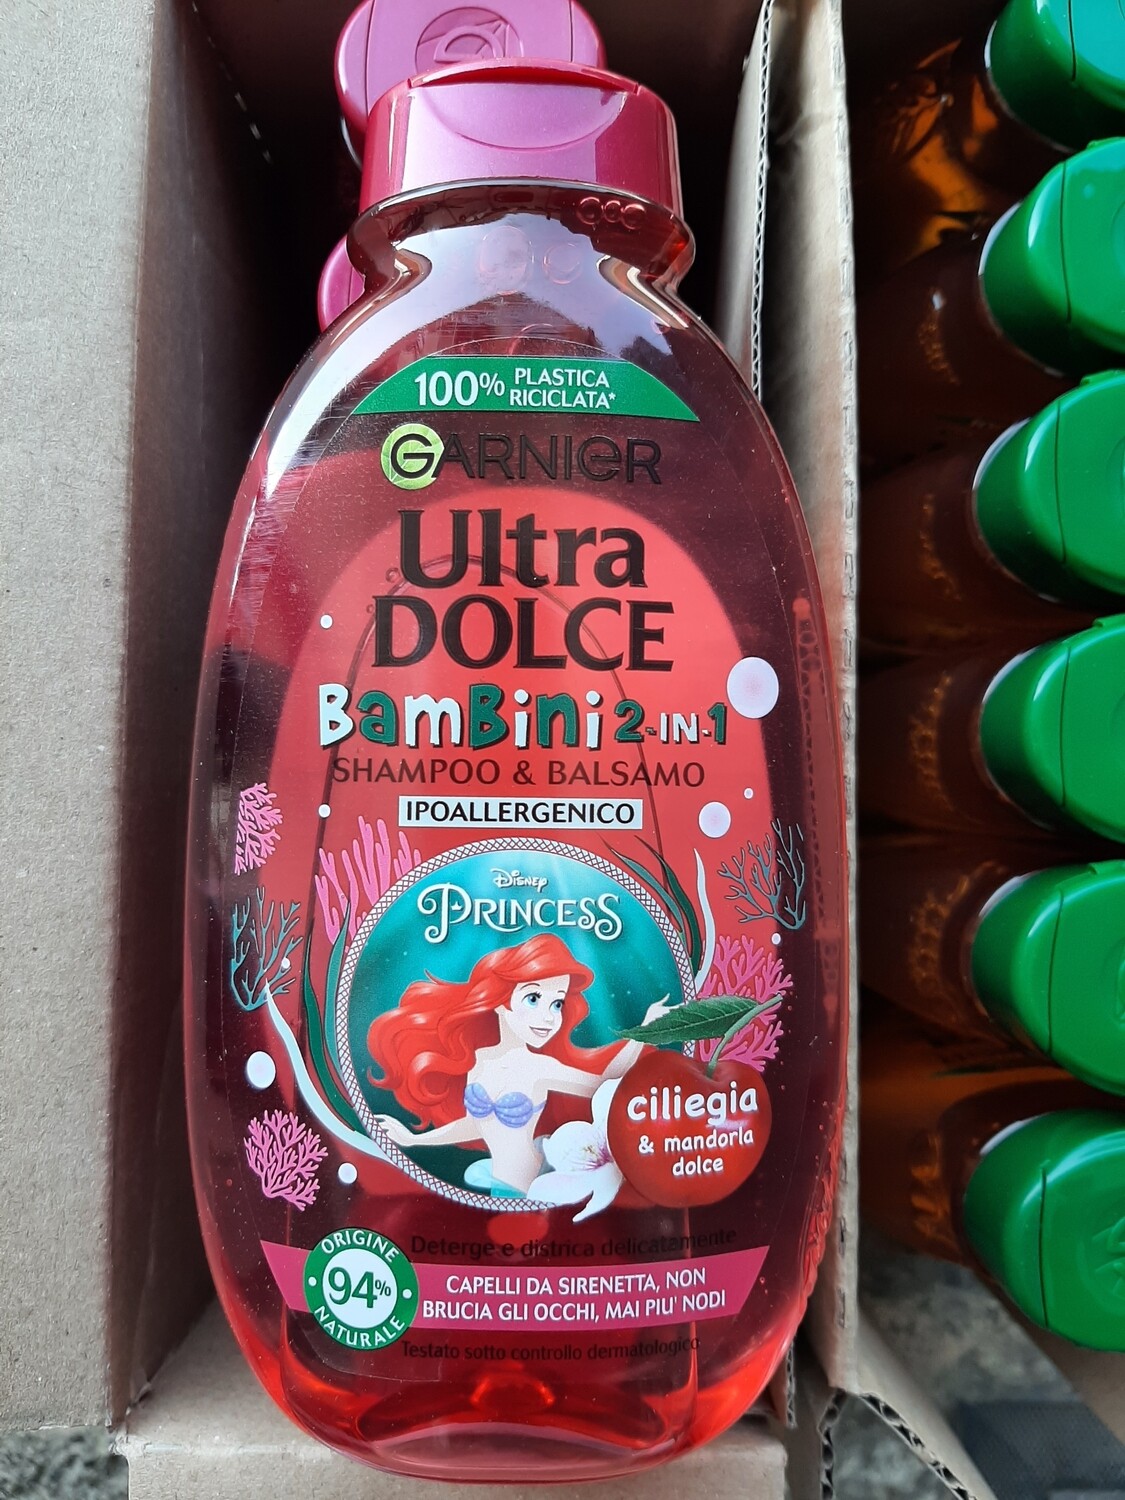 100% PLASTICA
RICICLATA*
GARNIER
Ultra
DOLCE
BamBini 2-IN-1
SHAMPOO & BALSAMO
IPOALLERGENICO
Disney
PRINCESS
ciliegia
& mandorla
dolce
Deterge e districa delicatamente
ORIGINE
94%
NATURALE
CAPELLI DA SIRENETTA, NON
BRUCIA GLI OCCHI, MAI PIU' NODI
Testato sotto controllo dermatologico